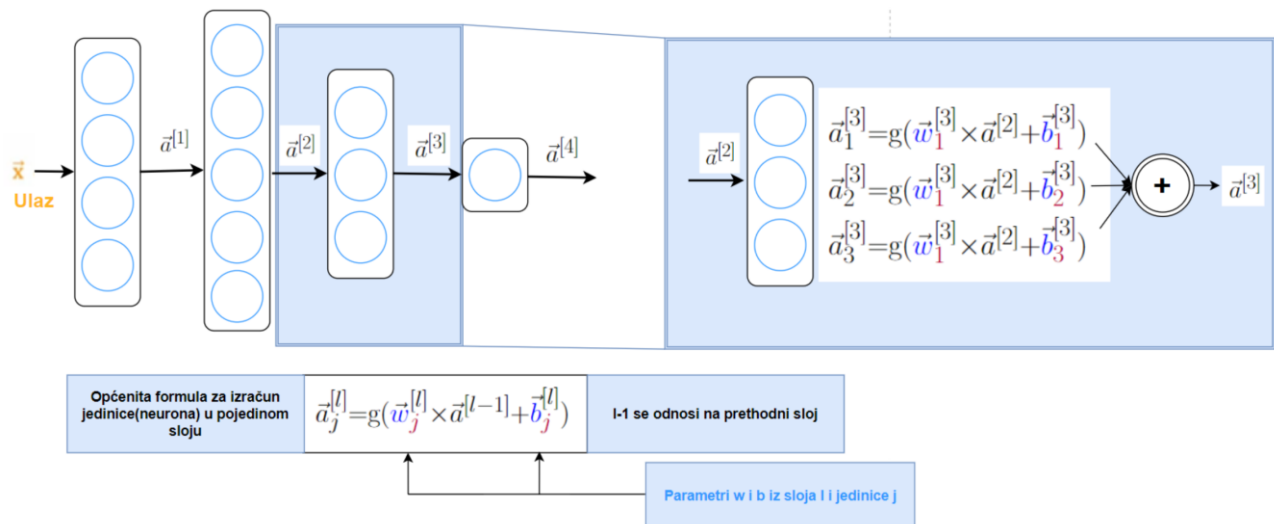 x⃗
Ulaz
a⃗^[1]
a⃗^[2]
a⃗^[3]
a⃗^[4]
a⃗^[2]
a⃗₁^[3]=g(w⃗₁^[3]×a⃗^[2]+b⃗₁^[3])
a⃗₂^[3]=g(w⃗₁^[3]×a⃗^[2]+b⃗₂^[3])
a⃗₃^[3]=g(w⃗₁^[3]×a⃗^[2]+b⃗₃^[3])
+
a⃗^[3]
Općenita formula za izračun
jedinice(neurona) u pojedinom
sloju
a⃗ⱼ^[l]=g(w⃗ⱼ^[l]×a⃗^[l−1]+b⃗ⱼ^[l])
l-1 se odnosi na prethodni sloj
Parametri w i b iz sloja l i jedinice j